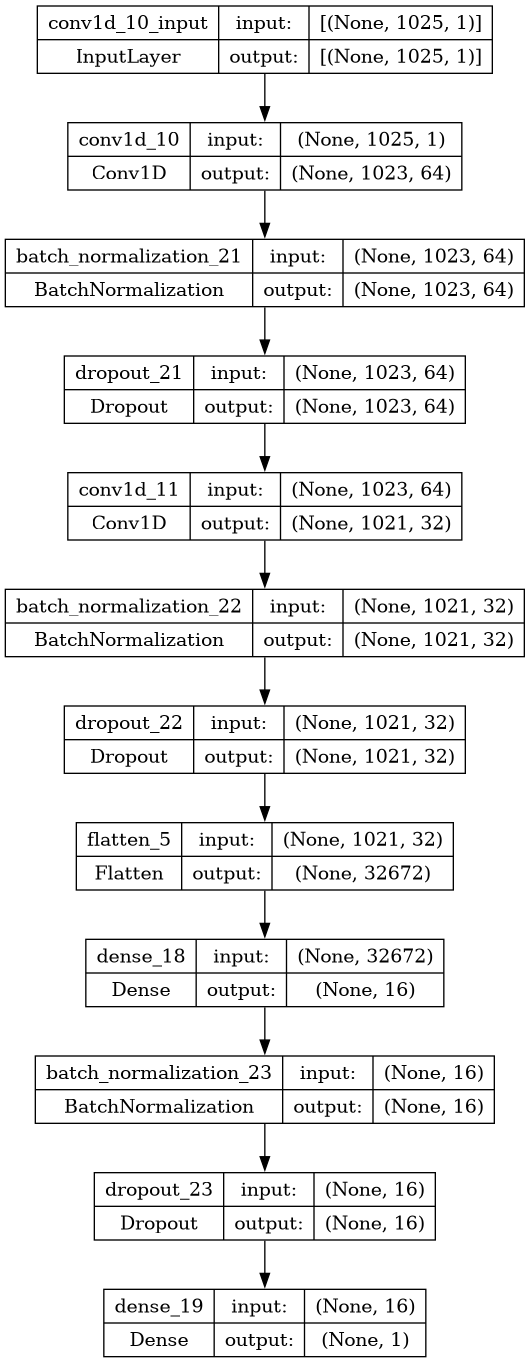 conv1d_10_input input: [(None, 1025, 1)]
InputLayer output: [(None, 1025, 1)]
conv1d_10 input: (None, 1025, 1)
Conv1D output: (None, 1023, 64)
batch_normalization_21 input: (None, 1023, 64)
BatchNormalization output: (None, 1023, 64)
dropout_21 input: (None, 1023, 64)
Dropout output: (None, 1023, 64)
conv1d_11 input: (None, 1023, 64)
Conv1D output: (None, 1021, 32)
batch_normalization_22 input: (None, 1021, 32)
BatchNormalization output: (None, 1021, 32)
dropout_22 input: (None, 1021, 32)
Dropout output: (None, 1021, 32)
flatten_5 input: (None, 1021, 32)
Flatten output: (None, 32672)
dense_18 input: (None, 32672)
Dense output: (None, 16)
batch_normalization_23 input: (None, 16)
BatchNormalization output: (None, 16)
dropout_23 input: (None, 16)
Dropout output: (None, 16)
dense_19 input: (None, 16)
Dense output: (None, 1)